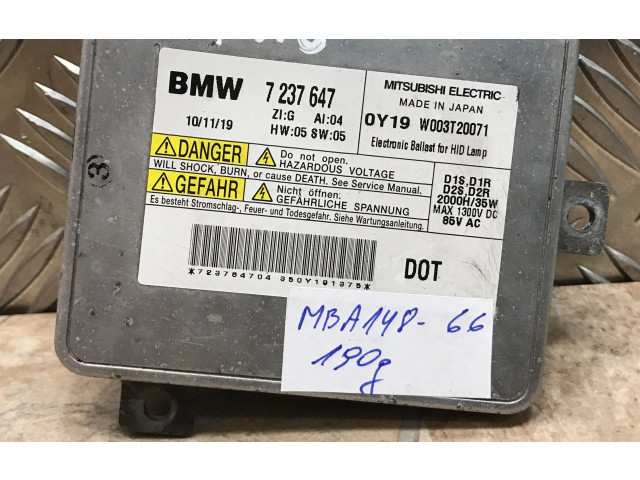 BMW 7 237 647
10/11/19 ZI:G AI:04
HW:05 SW:05
MITSUBISHI ELECTRIC
MADE IN JAPAN
0Y19 W003T20071
Electronic Ballast for HID Lamp
DANGER Do not open.
HAZARDOUS VOLTAGE
WILL SHOCK, BURN, or cause DEATH. See Service Manual.
GEFAHR Nicht öffnen.
GEFÄHRLICHE SPANNUNG
Es besteht Stromschlag-, Feuer- und Todesgefahr. Siehe Wartungsanleitung.
D1S,D1R
D2S,D2R
2000H/35W
MAX 1300V DC
85V AC
*723764704 350Y191375*
DOT
(3)
MBA148-66
190g